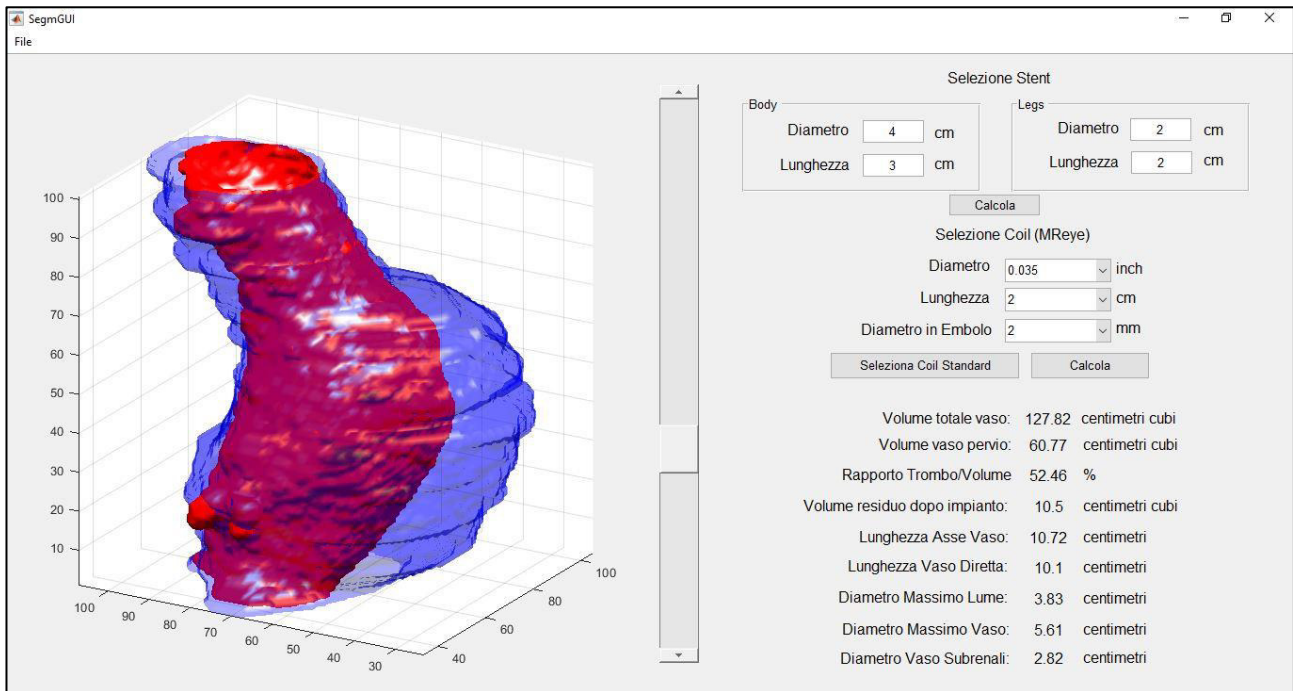 SegmGUI
File
Selezione Stent
Body
Diametro 4 cm
Lunghezza 3 cm
Legs
Diametro 2 cm
Lunghezza 2 cm
Calcola
Selezione Coil (MReye)
Diametro 0.035 inch
Lunghezza 2 cm
Diametro in Embolo 2 mm
Seleziona Coil Standard Calcola
Volume totale vaso: 127.82 centimetri cubi
Volume vaso pervio: 60.77 centimetri cubi
Rapporto Trombo/Volume 52.46 %
Volume residuo dopo impianto: 10.5 centimetri cubi
Lunghezza Asse Vaso: 10.72 centimetri
Lunghezza Vaso Diretta: 10.1 centimetri
Diametro Massimo Lume: 3.83 centimetri
Diametro Massimo Vaso: 5.61 centimetri
Diametro Vaso Subrenali: 2.82 centimetri
100
90
80
70
60
50
40
30
20
10
100 90 80 70 60 50 40 30
40 60 80 100